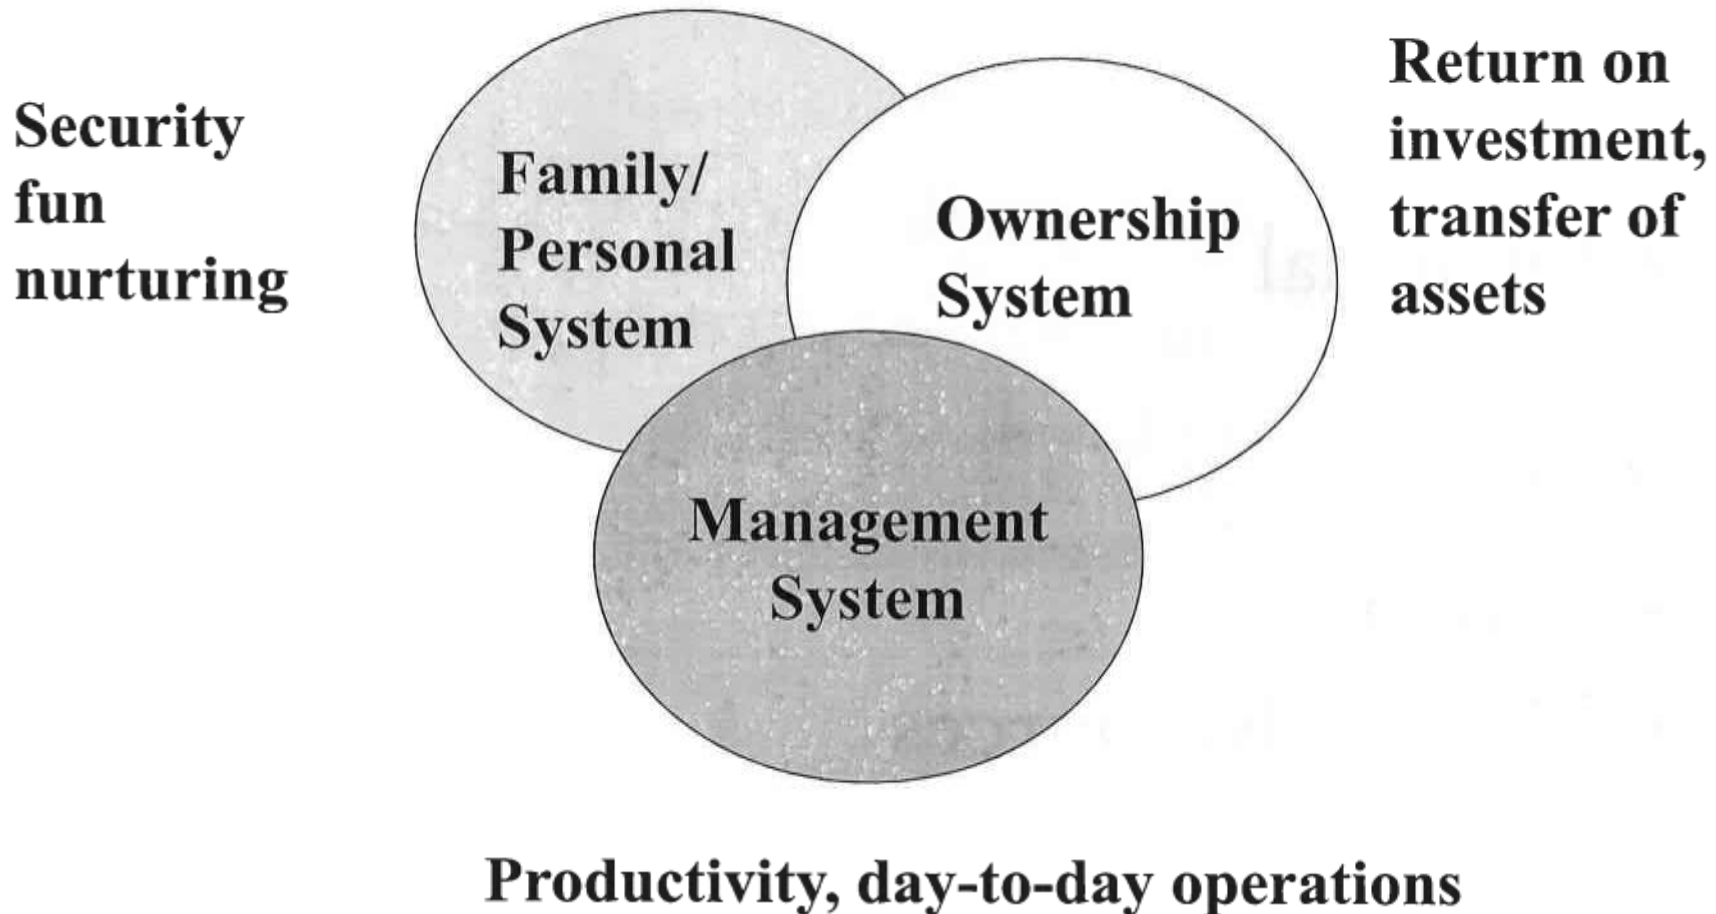 Security
fun
nurturing
Family/
Personal
System
Ownership
System
Return on
investment,
transfer of
assets
Management
System
Productivity, day-to-day operations